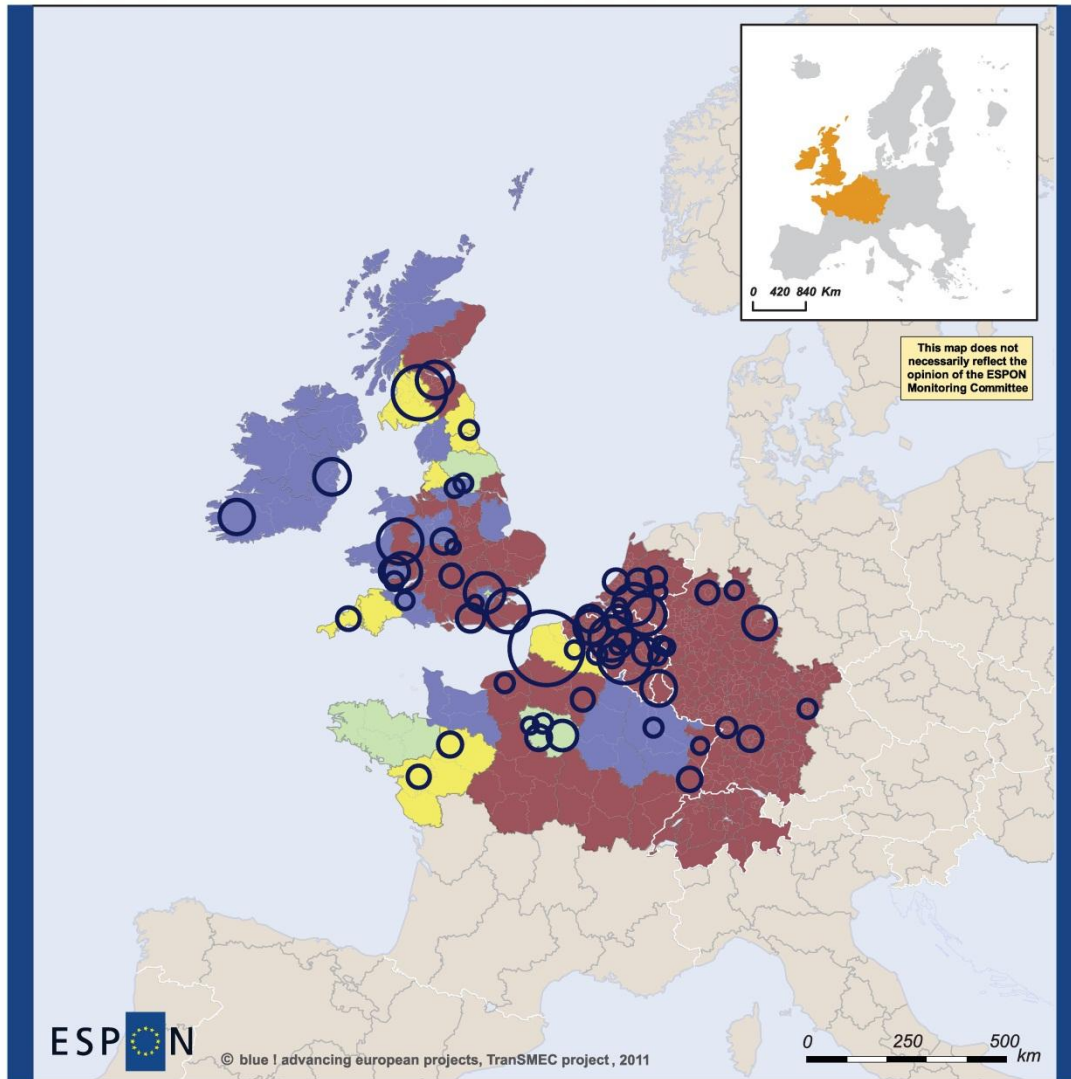 0 420 840 Km
This map does not
necessarily reflect the
opinion of the ESPON
Monitoring Committee
ESPON
© blue ! advancing european projects, TranSMEC project , 2011
0 250 500
km